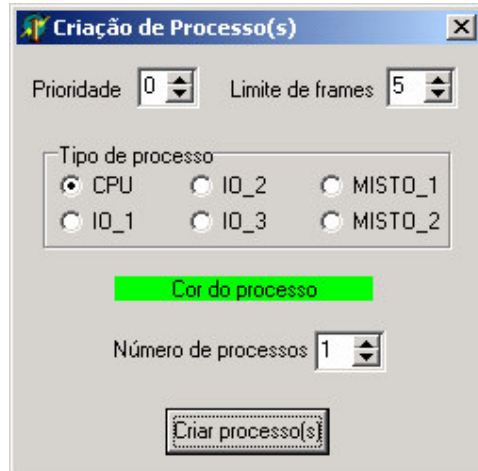 Criação de Processo(s)
Prioridade 0 Limite de frames 5
Tipo de processo
CPU IO_2 MISTO_1
IO_1 IO_3 MISTO_2
Cor do processo
Número de processos 1
Criar processo(s)